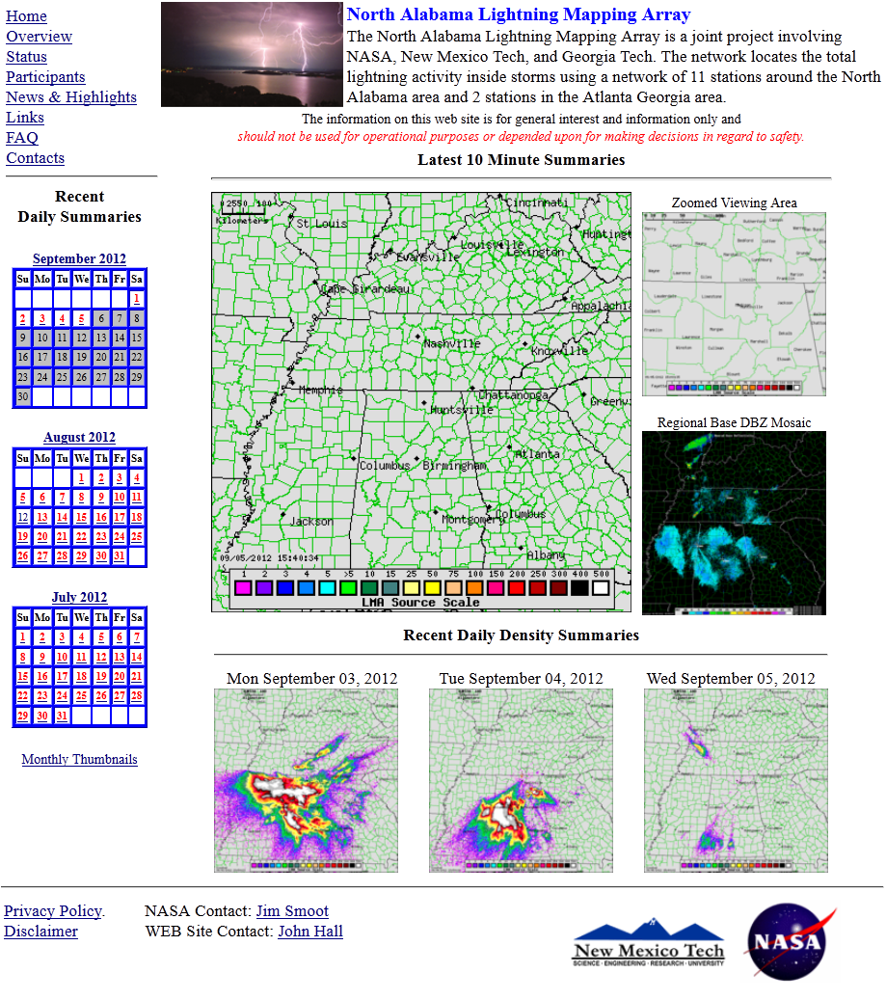 Home
Overview
Status
Participants
News & Highlights
Links
FAQ
Contacts
North Alabama Lightning Mapping Array
The North Alabama Lightning Mapping Array is a joint project involving
NASA, New Mexico Tech, and Georgia Tech. The network locates the total
lightning activity inside storms using a network of 11 stations around the North
Alabama area and 2 stations in the Atlanta Georgia area.
The information on this web site is for general interest and information only and
should not be used for operational purposes or depended upon for making decisions in regard to safety.
Latest 10 Minute Summaries
Recent
Daily Summaries
September 2012
Su Mo Tu We Th Fr Sa
1
2 3 4 5 6 7 8
9 10 11 12 13 14 15
16 17 18 19 20 21 22
23 24 25 26 27 28 29
30
August 2012
Su Mo Tu We Th Fr Sa
1 2 3 4
5 6 7 8 9 10 11
12 13 14 15 16 17 18
19 20 21 22 23 24 25
26 27 28 29 30 31
July 2012
Su Mo Tu We Th Fr Sa
1 2 3 4 5 6 7
8 9 10 11 12 13 14
15 16 17 18 19 20 21
22 23 24 25 26 27 28
29 30 31
Monthly Thumbnails
0 25 50 100
Kilometers
Cincinnati
St Louis
Huntingt
Louisville
Evansville
Lexington
Cape Girardeau
Appalachia
Nashville
Knoxville
Memphis
Chattanooga
Greenvi
Huntsville
Atlanta
Columbus
Birmingham
Columbus
Montgomery
Jackson
Albany
09/05/2012 15:40:34
1 2 3 4 5 >5 10 15 25 50 75 100 150 200 250 300 400 500
LMA Source Scale
Zoomed Viewing Area
LMA Source Scale
Regional Base DBZ Mosaic
Recent Daily Density Summaries
Mon September 03, 2012
Tue September 04, 2012
Wed September 05, 2012
Privacy Policy.
Disclaimer
NASA Contact: Jim Smoot
WEB Site Contact: John Hall
New Mexico Tech
SCIENCE · ENGINEERING · RESEARCH · UNIVERSITY
NASA